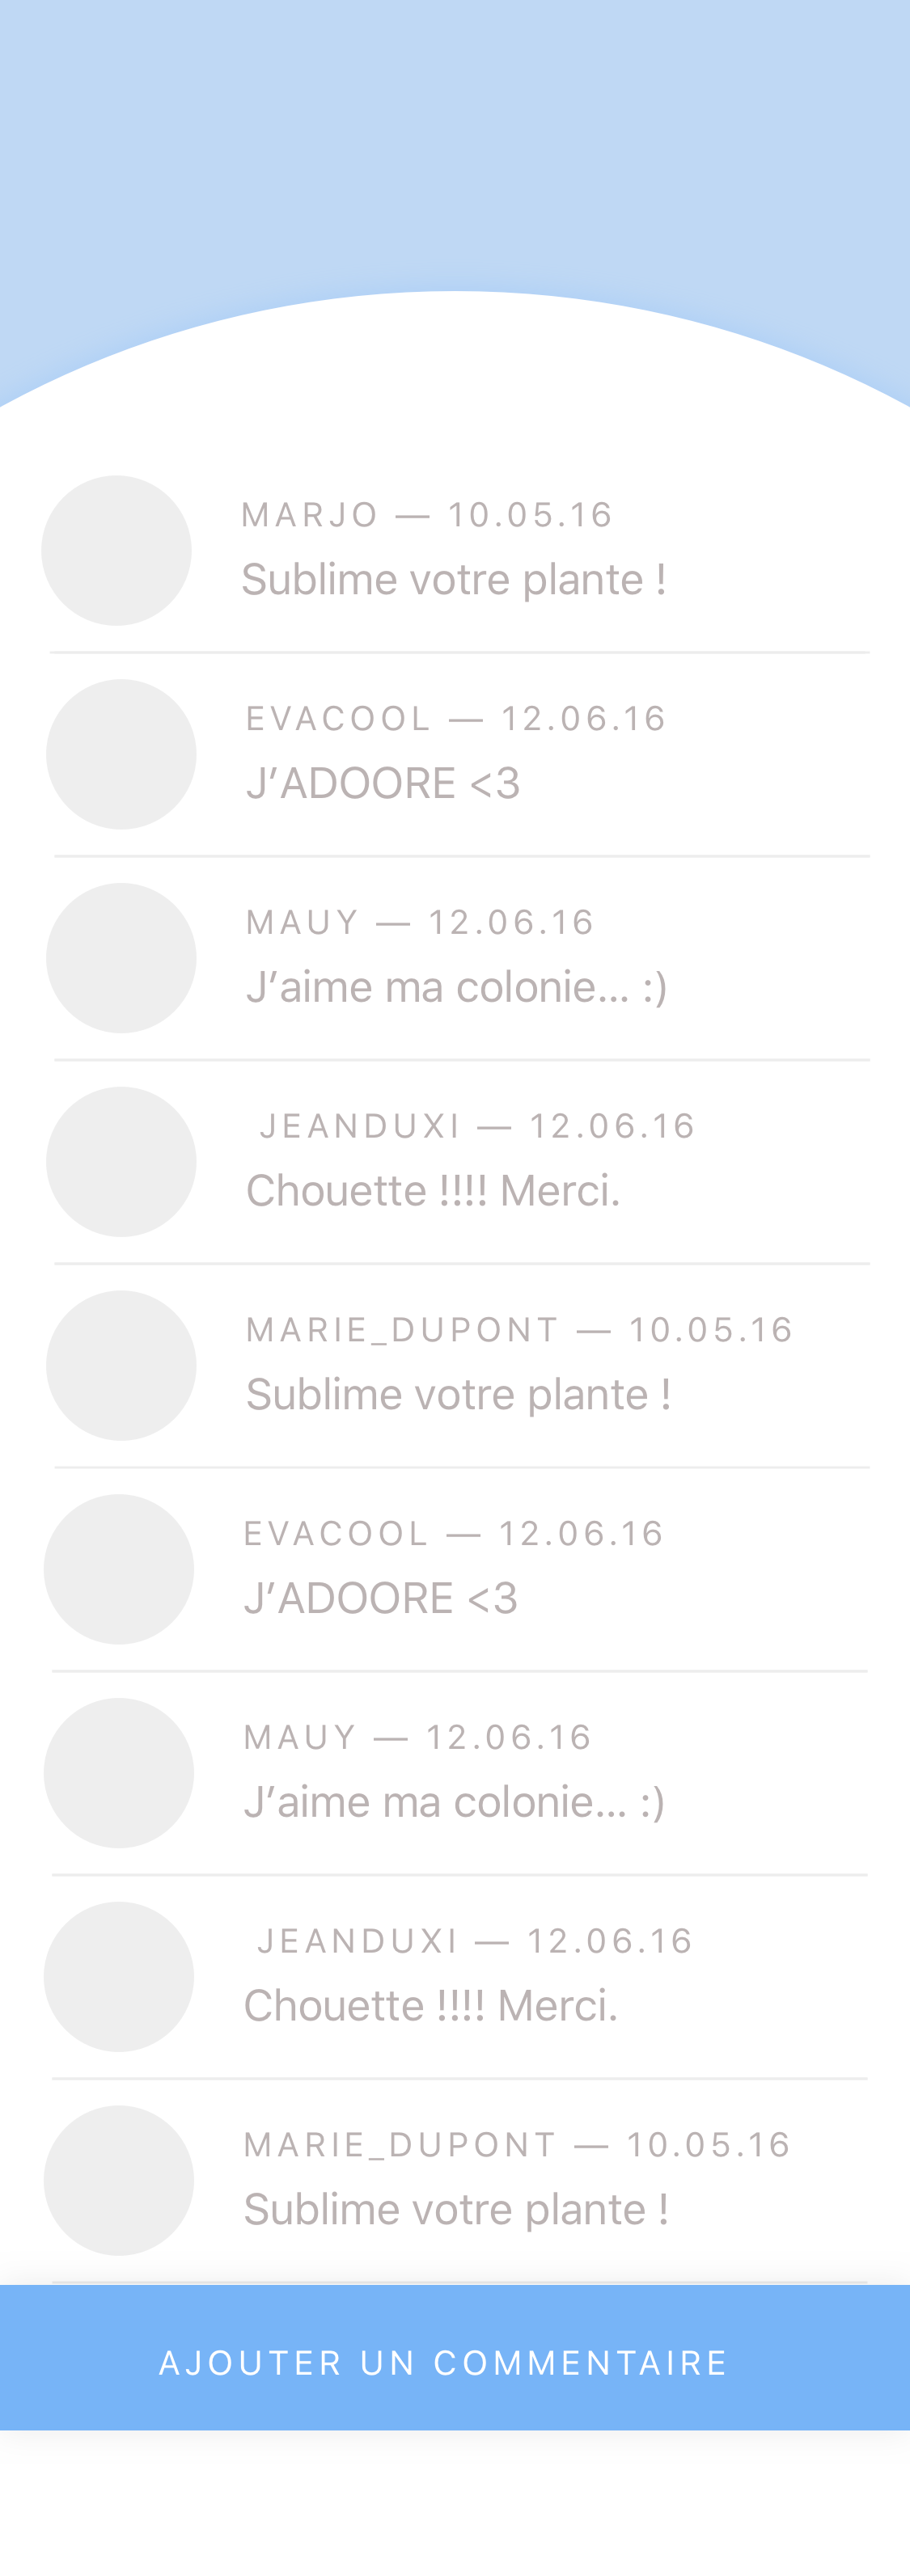 MARJO — 10.05.16
Sublime votre plante !
EVACOOL — 12.06.16
J’ADOORE <3
MAUY — 12.06.16
J’aime ma colonie... :)
JEANDUXI — 12.06.16
Chouette !!!! Merci.
MARIE_DUPONT — 10.05.16
Sublime votre plante !
EVACOOL — 12.06.16
J’ADOORE <3
MAUY — 12.06.16
J’aime ma colonie... :)
JEANDUXI — 12.06.16
Chouette !!!! Merci.
MARIE_DUPONT — 10.05.16
Sublime votre plante !
AJOUTER UN COMMENTAIRE